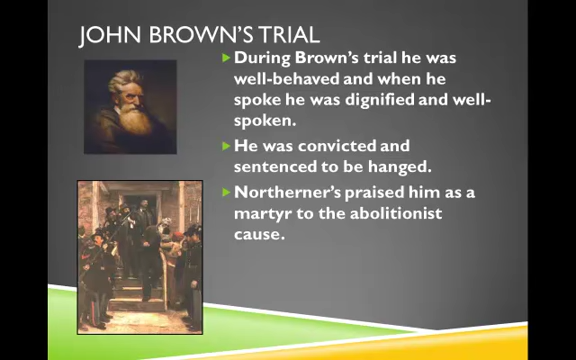 JOHN BROWN'S TRIAL
During Brown's trial he was
well-behaved and when he
spoke he was dignified and well-
spoken.
He was convicted and
sentenced to be hanged.
Northerner's praised him as a
martyr to the abolitionist
cause.